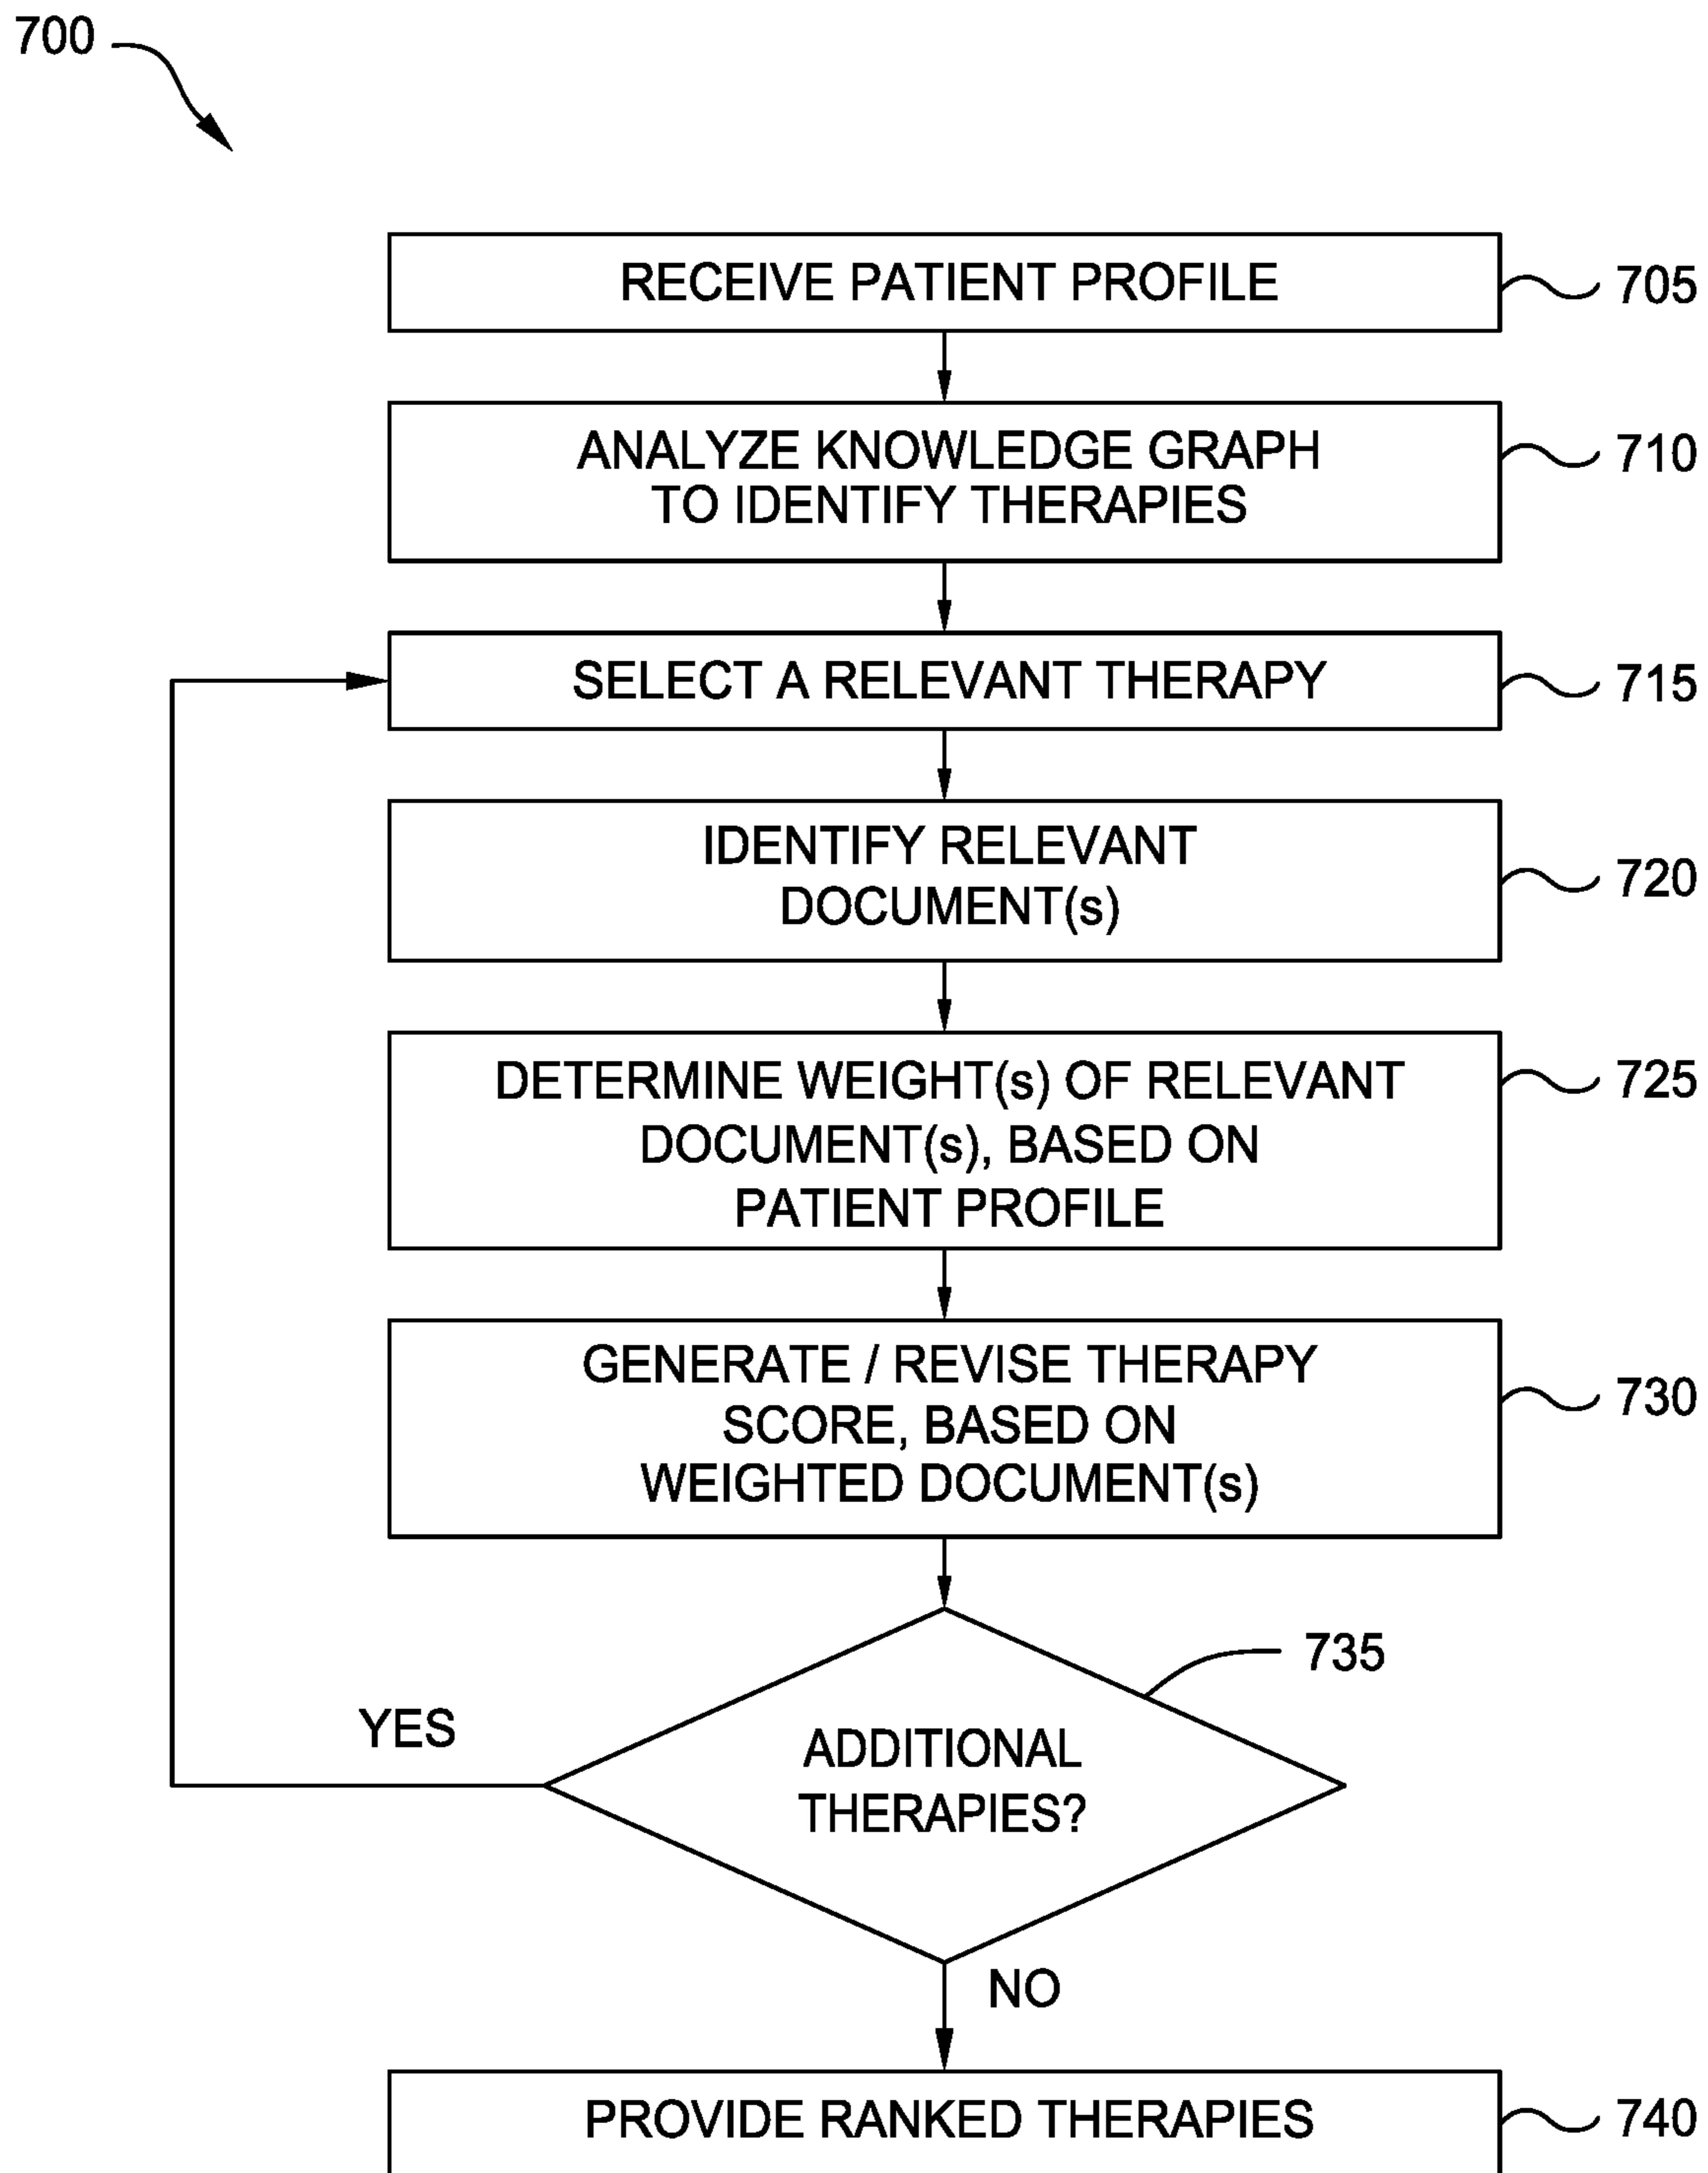 700
RECEIVE PATIENT PROFILE
705
ANALYZE KNOWLEDGE GRAPH
TO IDENTIFY THERAPIES
710
SELECT A RELEVANT THERAPY
715
IDENTIFY RELEVANT
DOCUMENT(s)
720
DETERMINE WEIGHT(s) OF RELEVANT
DOCUMENT(s), BASED ON
PATIENT PROFILE
725
GENERATE / REVISE THERAPY
SCORE, BASED ON
WEIGHTED DOCUMENT(s)
730
735
YES
ADDITIONAL
THERAPIES?
NO
PROVIDE RANKED THERAPIES
740